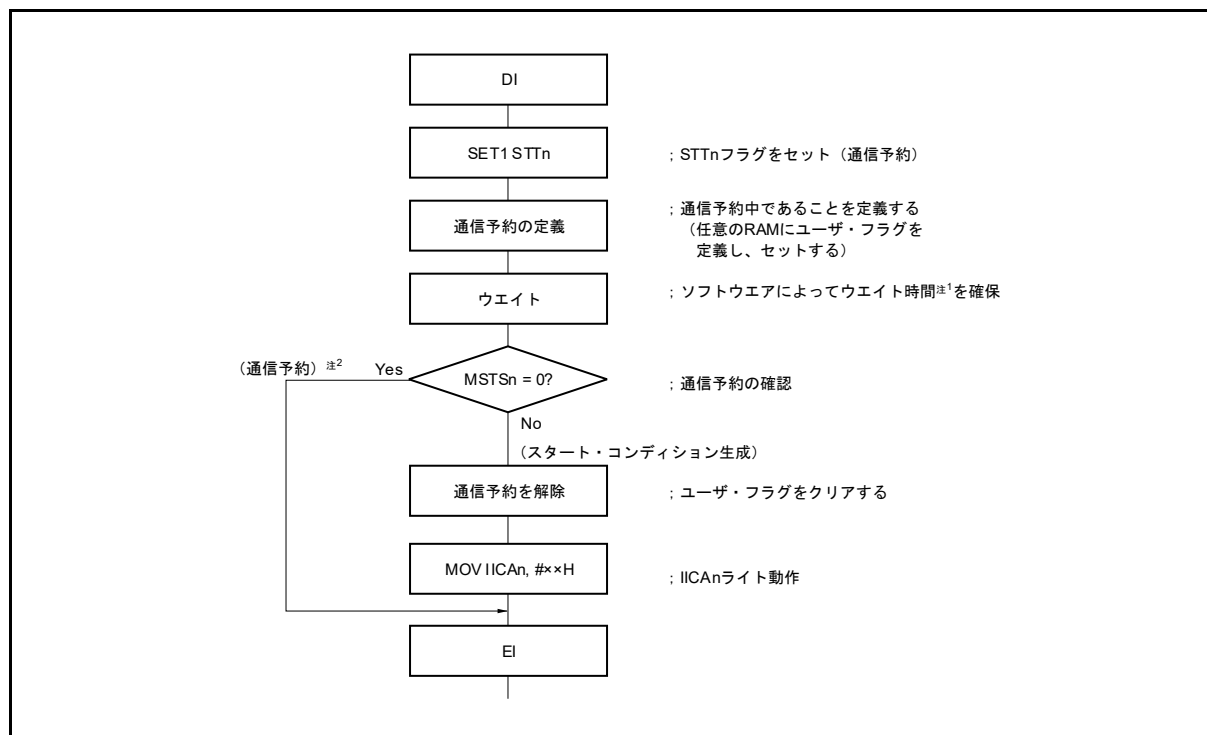 DI
SET1 STTn
; STTnフラグをセット（通信予約）
通信予約の定義
; 通信予約中であることを定義する
（任意のRAMにユーザ・フラグを
定義し、セットする）
ウエイト
; ソフトウエアによってウエイト時間注1を確保
（通信予約）注2
Yes
MSTSn = 0?
; 通信予約の確認
No
（スタート・コンディション生成）
通信予約を解除
; ユーザ・フラグをクリアする
MOV IICAn, #××H
; IICAnライト動作
EI